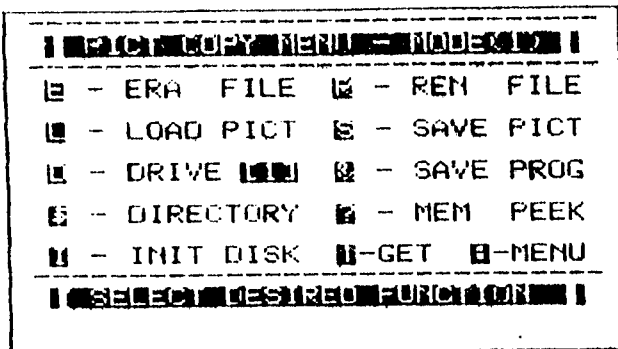 PICT COPY MENU -
E - ERA FILE R - REN FILE
L - LOAD PICT S - SAVE PICT
- DRIVE - SAVE PROG
- DIRECTORY - MEM PEEK
- INIT DISK -GET -MENU
SELECT DESIRED FUNCTION